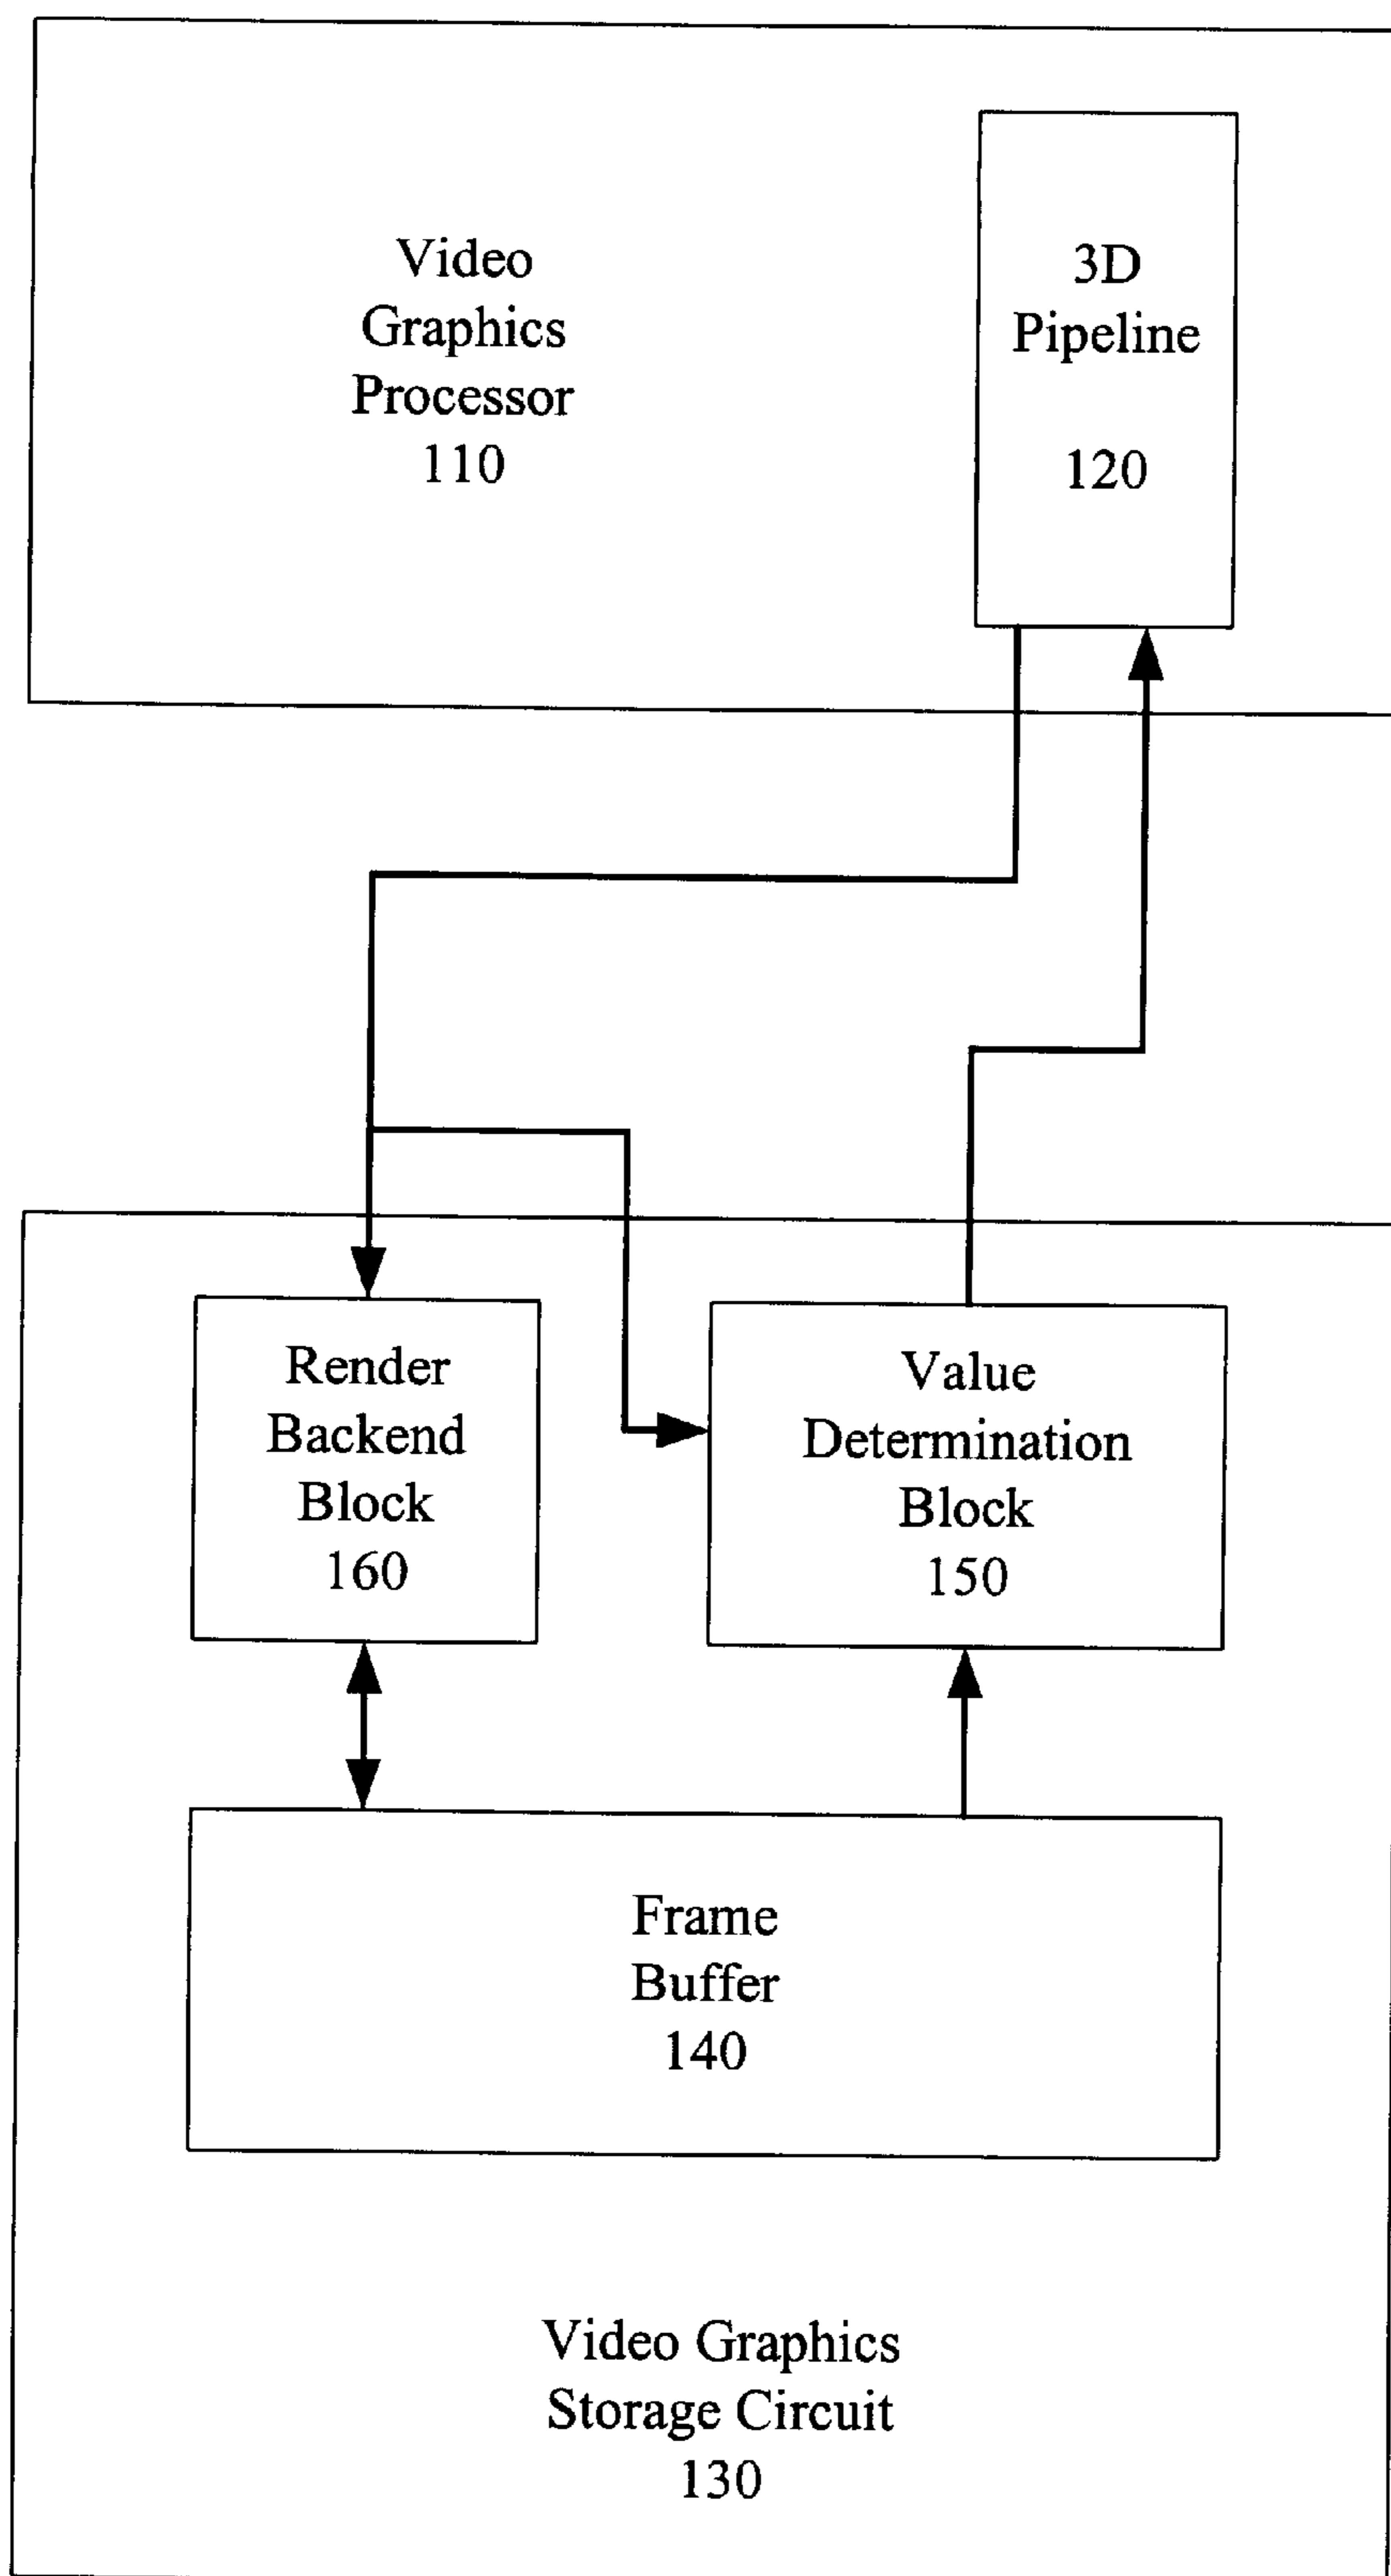 Video
Graphics
Processor
110
3D
Pipeline
120
Render
Backend
Block
160
Value
Determination
Block
150
Frame
Buffer
140
Video Graphics
Storage Circuit
130